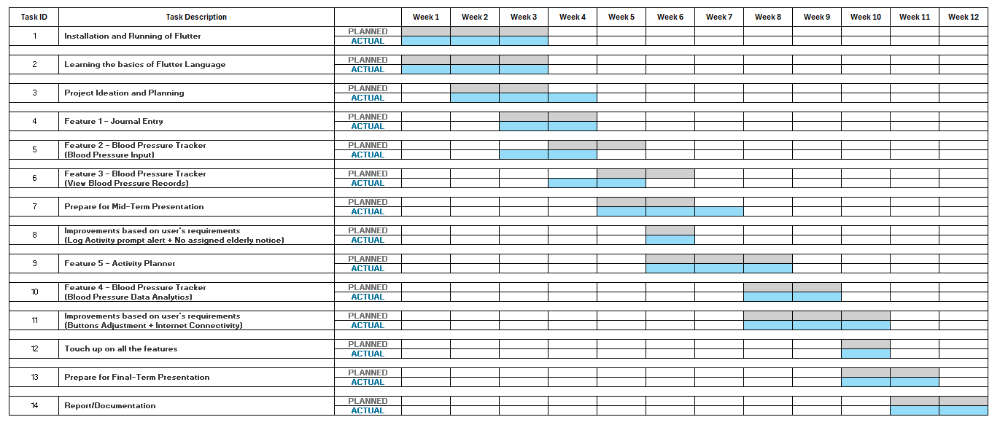 Task ID Task Description Week 1 Week 2 Week 3 Week 4 Week 5 Week 6 Week 7 Week 8 Week 9 Week 10 Week 11 Week 12
1 Installation and Running of Flutter PLANNED
ACTUAL
2 Learning the basics of Flutter Language PLANNED
ACTUAL
3 Project Ideation and Planning PLANNED
ACTUAL
4 Feature 1 - Journal Entry PLANNED
ACTUAL
5 Feature 2 - Blood Pressure Tracker PLANNED
(Blood Pressure Input) ACTUAL
6 Feature 3 - Blood Pressure Tracker PLANNED
(View Blood Pressure Records) ACTUAL
7 Prepare for Mid-Term Presentation PLANNED
ACTUAL
8 Improvements based on user's requirements PLANNED
(Log Activity prompt alert + No assigned elderly notice) ACTUAL
9 Feature 5 - Activity Planner PLANNED
ACTUAL
10 Feature 4 - Blood Pressure Tracker PLANNED
(Blood Pressure Data Analytics) ACTUAL
11 Improvements based on user's requirements PLANNED
(Buttons Adjustment + Internet Connectivity) ACTUAL
12 Touch up on all the features PLANNED
ACTUAL
13 Prepare for Final-Term Presentation PLANNED
ACTUAL
14 Report/Documentation PLANNED
ACTUAL